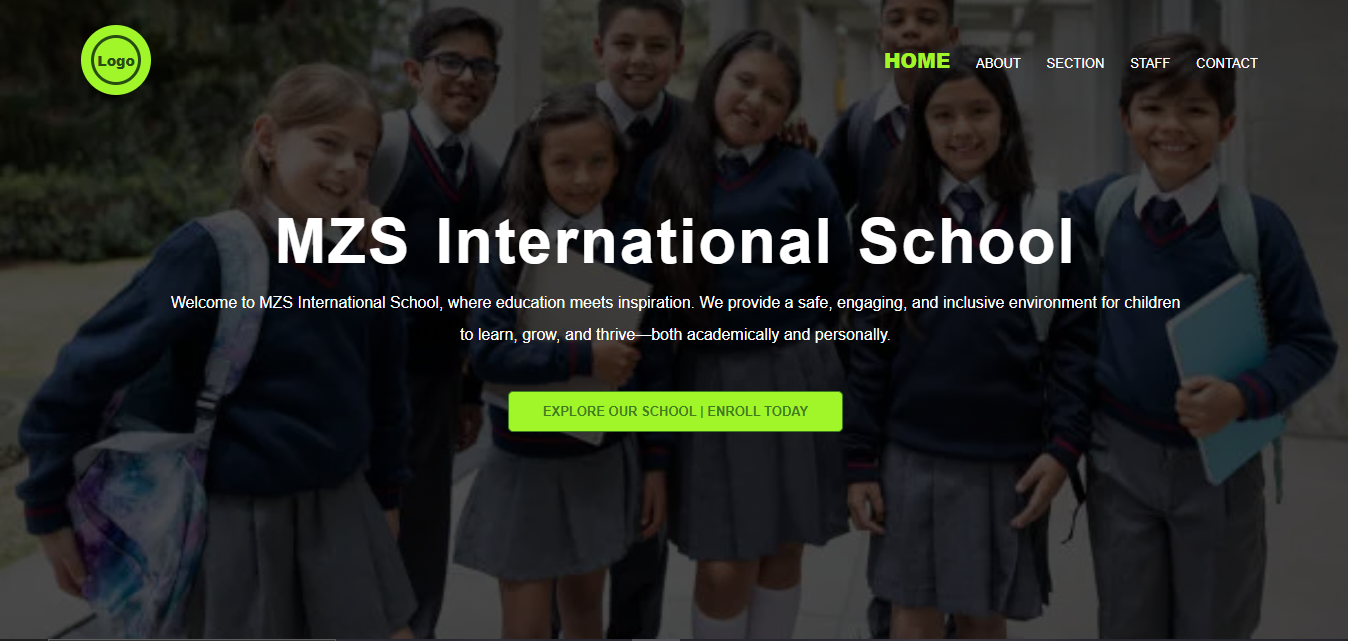 Logo
HOME ABOUT SECTION STAFF CONTACT
MZS International School
Welcome to MZS International School, where education meets inspiration. We provide a safe, engaging, and inclusive environment for children
to learn, grow, and thrive—both academically and personally.
EXPLORE OUR SCHOOL | ENROLL TODAY